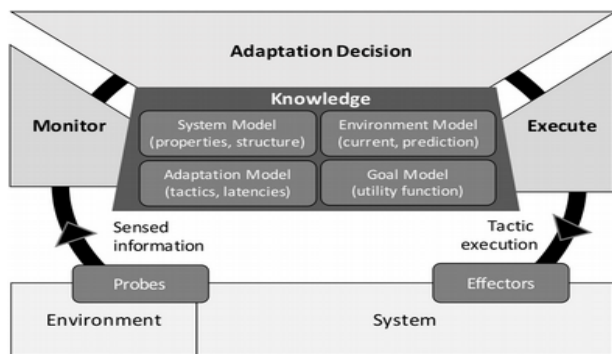 Adaptation Decision
Knowledge
Monitor
System Model
(properties, structure)
Environment Model
(current, prediction)
Execute
Adaptation Model
(tactics, latencies)
Goal Model
(utility function)
Sensed
information
Tactic
execution
Probes
Effectors
Environment
System